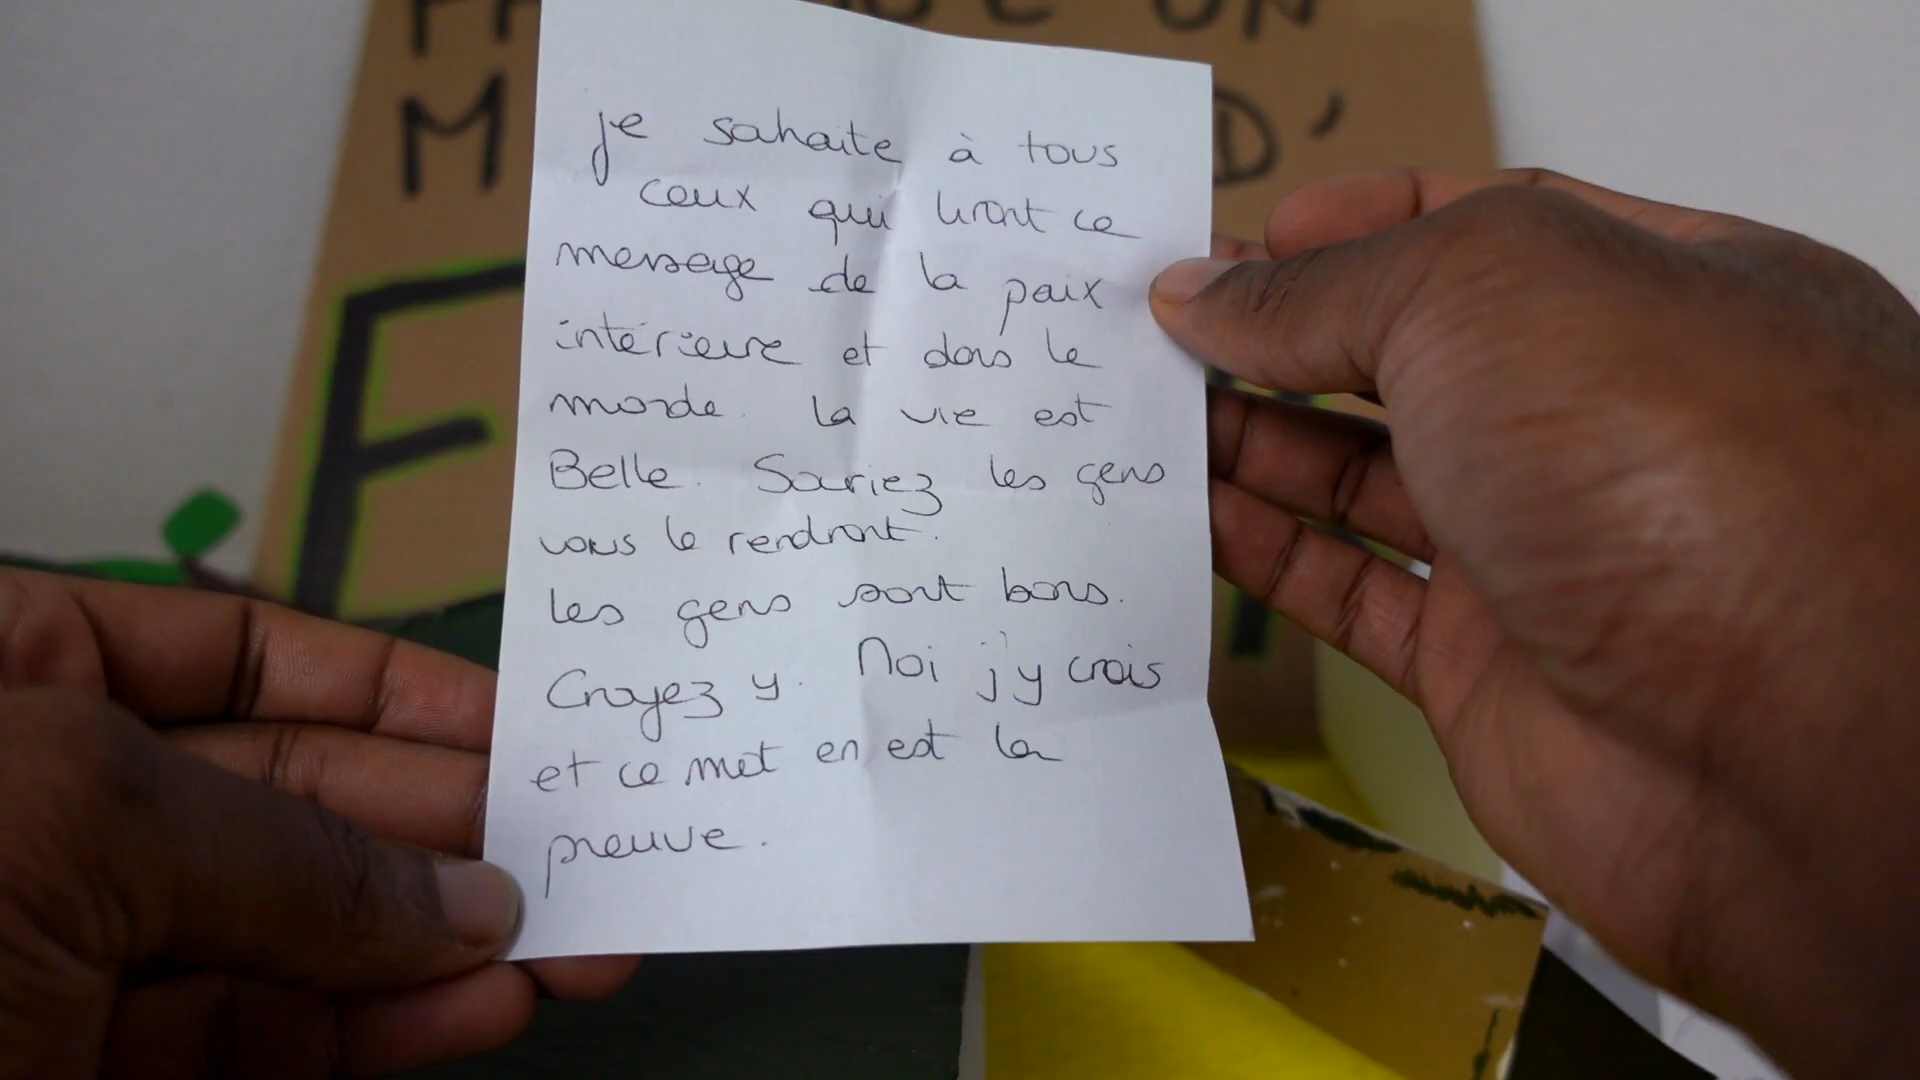 UN
M D'
F
je sahaite à tous
ceux qui liront ce
message de la paix
intérieure et dans le
monde. La vie est
Belle. Souriez les gens
vous le rendront.
les gens sont bons.
Croyez y. Moi j'y crois
et ce mot en est la
preuve.